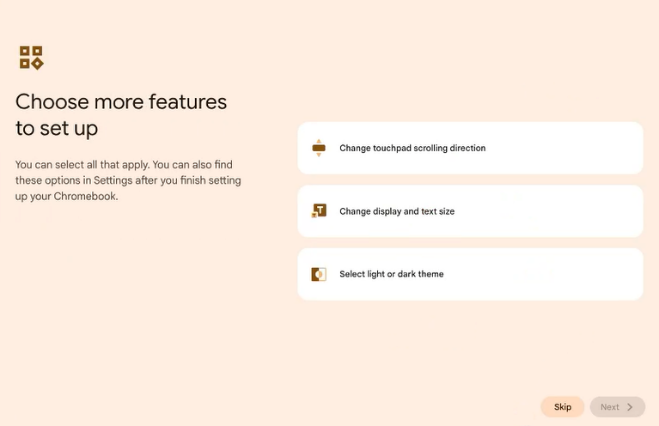 Choose more features
to set up
You can select all that apply. You can also find
these options in Settings after you finish setting
up your Chromebook.
Change touchpad scrolling direction
Change display and text size
Select light or dark theme
Skip
Next